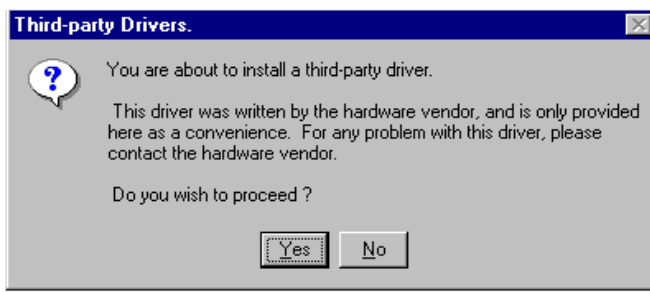 Third-party Drivers.
You are about to install a third-party driver.
This driver was written by the hardware vendor, and is only provided
here as a convenience.  For any problem with this driver, please
contact the hardware vendor.
Do you wish to proceed ?
Yes No